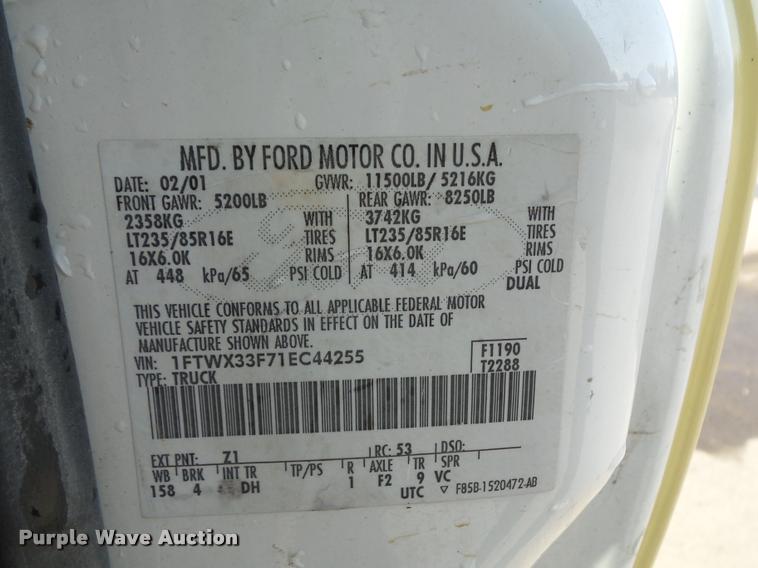 MFD. BY FORD MOTOR CO. IN U.S.A.
DATE: 02/01 GVWR: 11500LB/ 5216KG
FRONT GAWR: 5200LB REAR GAWR: 8250LB
2358KG WITH 3742KG WITH
LT235/85R16E TIRES LT235/85R16E TIRES
16X6.0K RIMS 16X6.0K RIMS
AT 448 kPa/65 PSI COLD AT 414 kPa/60 PSI COLD
DUAL
THIS VEHICLE CONFORMS TO ALL APPLICABLE FEDERAL MOTOR
VEHICLE SAFETY STANDARDS IN EFFECT ON THE DATE OF
MANUFACTURE SHOWN ABOVE.
VIN: 1FTWX33F71EC44255 F1190
TYPE: TRUCK T2288
EXT PNT: Z1 RC: 53 DSO:
WB BRK INT TR TP/PS R AXLE TR SPR
158 4 DH 1 F2 9 VC
UTC ▽ F85B-1520472-AB
Purple Wave Auction